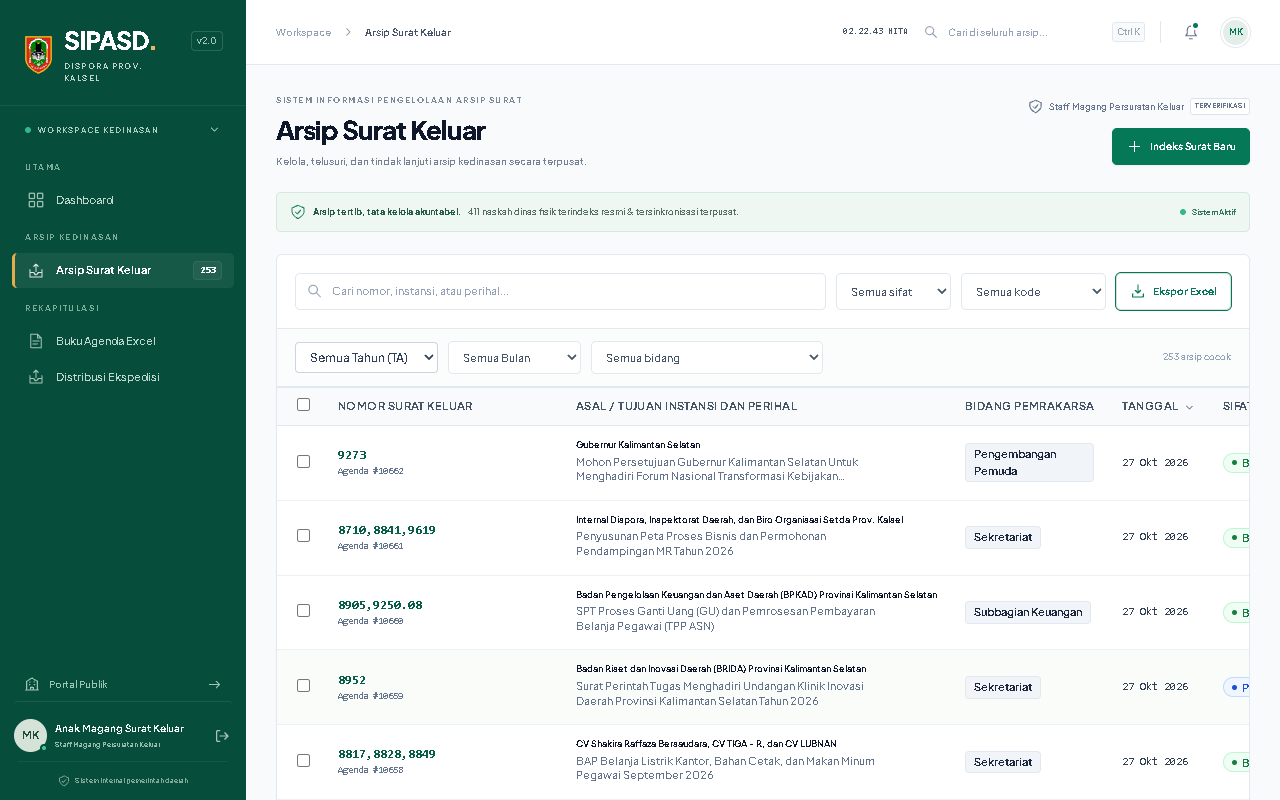 SIPASD.
v2.0
DISPORA PROV.
KALSEL
WORKSPACE KEDINASAN
UTAMA
Dashboard
ARSIP KEDINASAN
Arsip Surat Keluar
253
REKAPITULASI
Buku Agenda Excel
Distribusi Ekspedisi
Portal Publik
MK
Anak Magang Surat Keluar
Staff Magang Persuratan Keluar
Sistem internal pemerintah daerah
Workspace
Arsip Surat Keluar
02.22.43 WITA
Cari di seluruh arsip...
Ctrl K
MK
SISTEM INFORMASI PENGELOLAAN ARSIP SURAT
Arsip Surat Keluar
Kelola, telusuri, dan tindak lanjuti arsip kedinasan secara terpusat.
Staff Magang Persuratan Keluar
TERVERIFIKASI
Indeks Surat Baru
Arsip tertib, tata kelola akuntabel. 411 naskah dinas fisik terindeks resmi & tersinkronisasi terpusat.
Sistem Aktif
Cari nomor, instansi, atau perihal...
Semua sifat
Semua kode
Ekspor Excel
Semua Tahun (TA)
Semua Bulan
Semua bidang
253 arsip cocok
NOMOR SURAT KELUAR
ASAL / TUJUAN INSTANSI DAN PERIHAL
BIDANG PEMRAKARSA
TANGGAL
SIFAT
9273
Agenda #10662
Gubernur Kalimantan Selatan
Mohon Persetujuan Gubernur Kalimantan Selatan Untuk
Menghadiri Forum Nasional Transformasi Kebijakan...
Pengembangan
Pemuda
27 Okt 2026
B
8710,8841,9619
Agenda #10661
Internal Dispora, Inspektorat Daerah, dan Biro Organisasi Setda Prov. Kalsel
Penyusunan Peta Proses Bisnis dan Permohonan
Pendampingan MR Tahun 2026
Sekretariat
27 Okt 2026
B
8905,9250.08
Agenda #10660
Badan Pengelolaan Keuangan dan Aset Daerah (BPKAD) Provinsi Kalimantan Selatan
SPT Proses Ganti Uang (GU) dan Pemrosesan Pembayaran
Belanja Pegawai (TPP ASN)
Subbagian Keuangan
27 Okt 2026
B
8952
Agenda #10659
Badan Riset dan Inovasi Daerah (BRIDA) Provinsi Kalimantan Selatan
Surat Perintah Tugas Menghadiri Undangan Klinik Inovasi
Daerah Provinsi Kalimantan Selatan Tahun 2026
Sekretariat
27 Okt 2026
P
8817,8828,8849
Agenda #10658
CV Shakira Raffaza Bersaudara, CV TIGA - R, dan CV LUBNAN
BAP Belanja Listrik Kantor, Bahan Cetak, dan Makan Minum
Pegawai September 2026
Sekretariat
27 Okt 2026
B